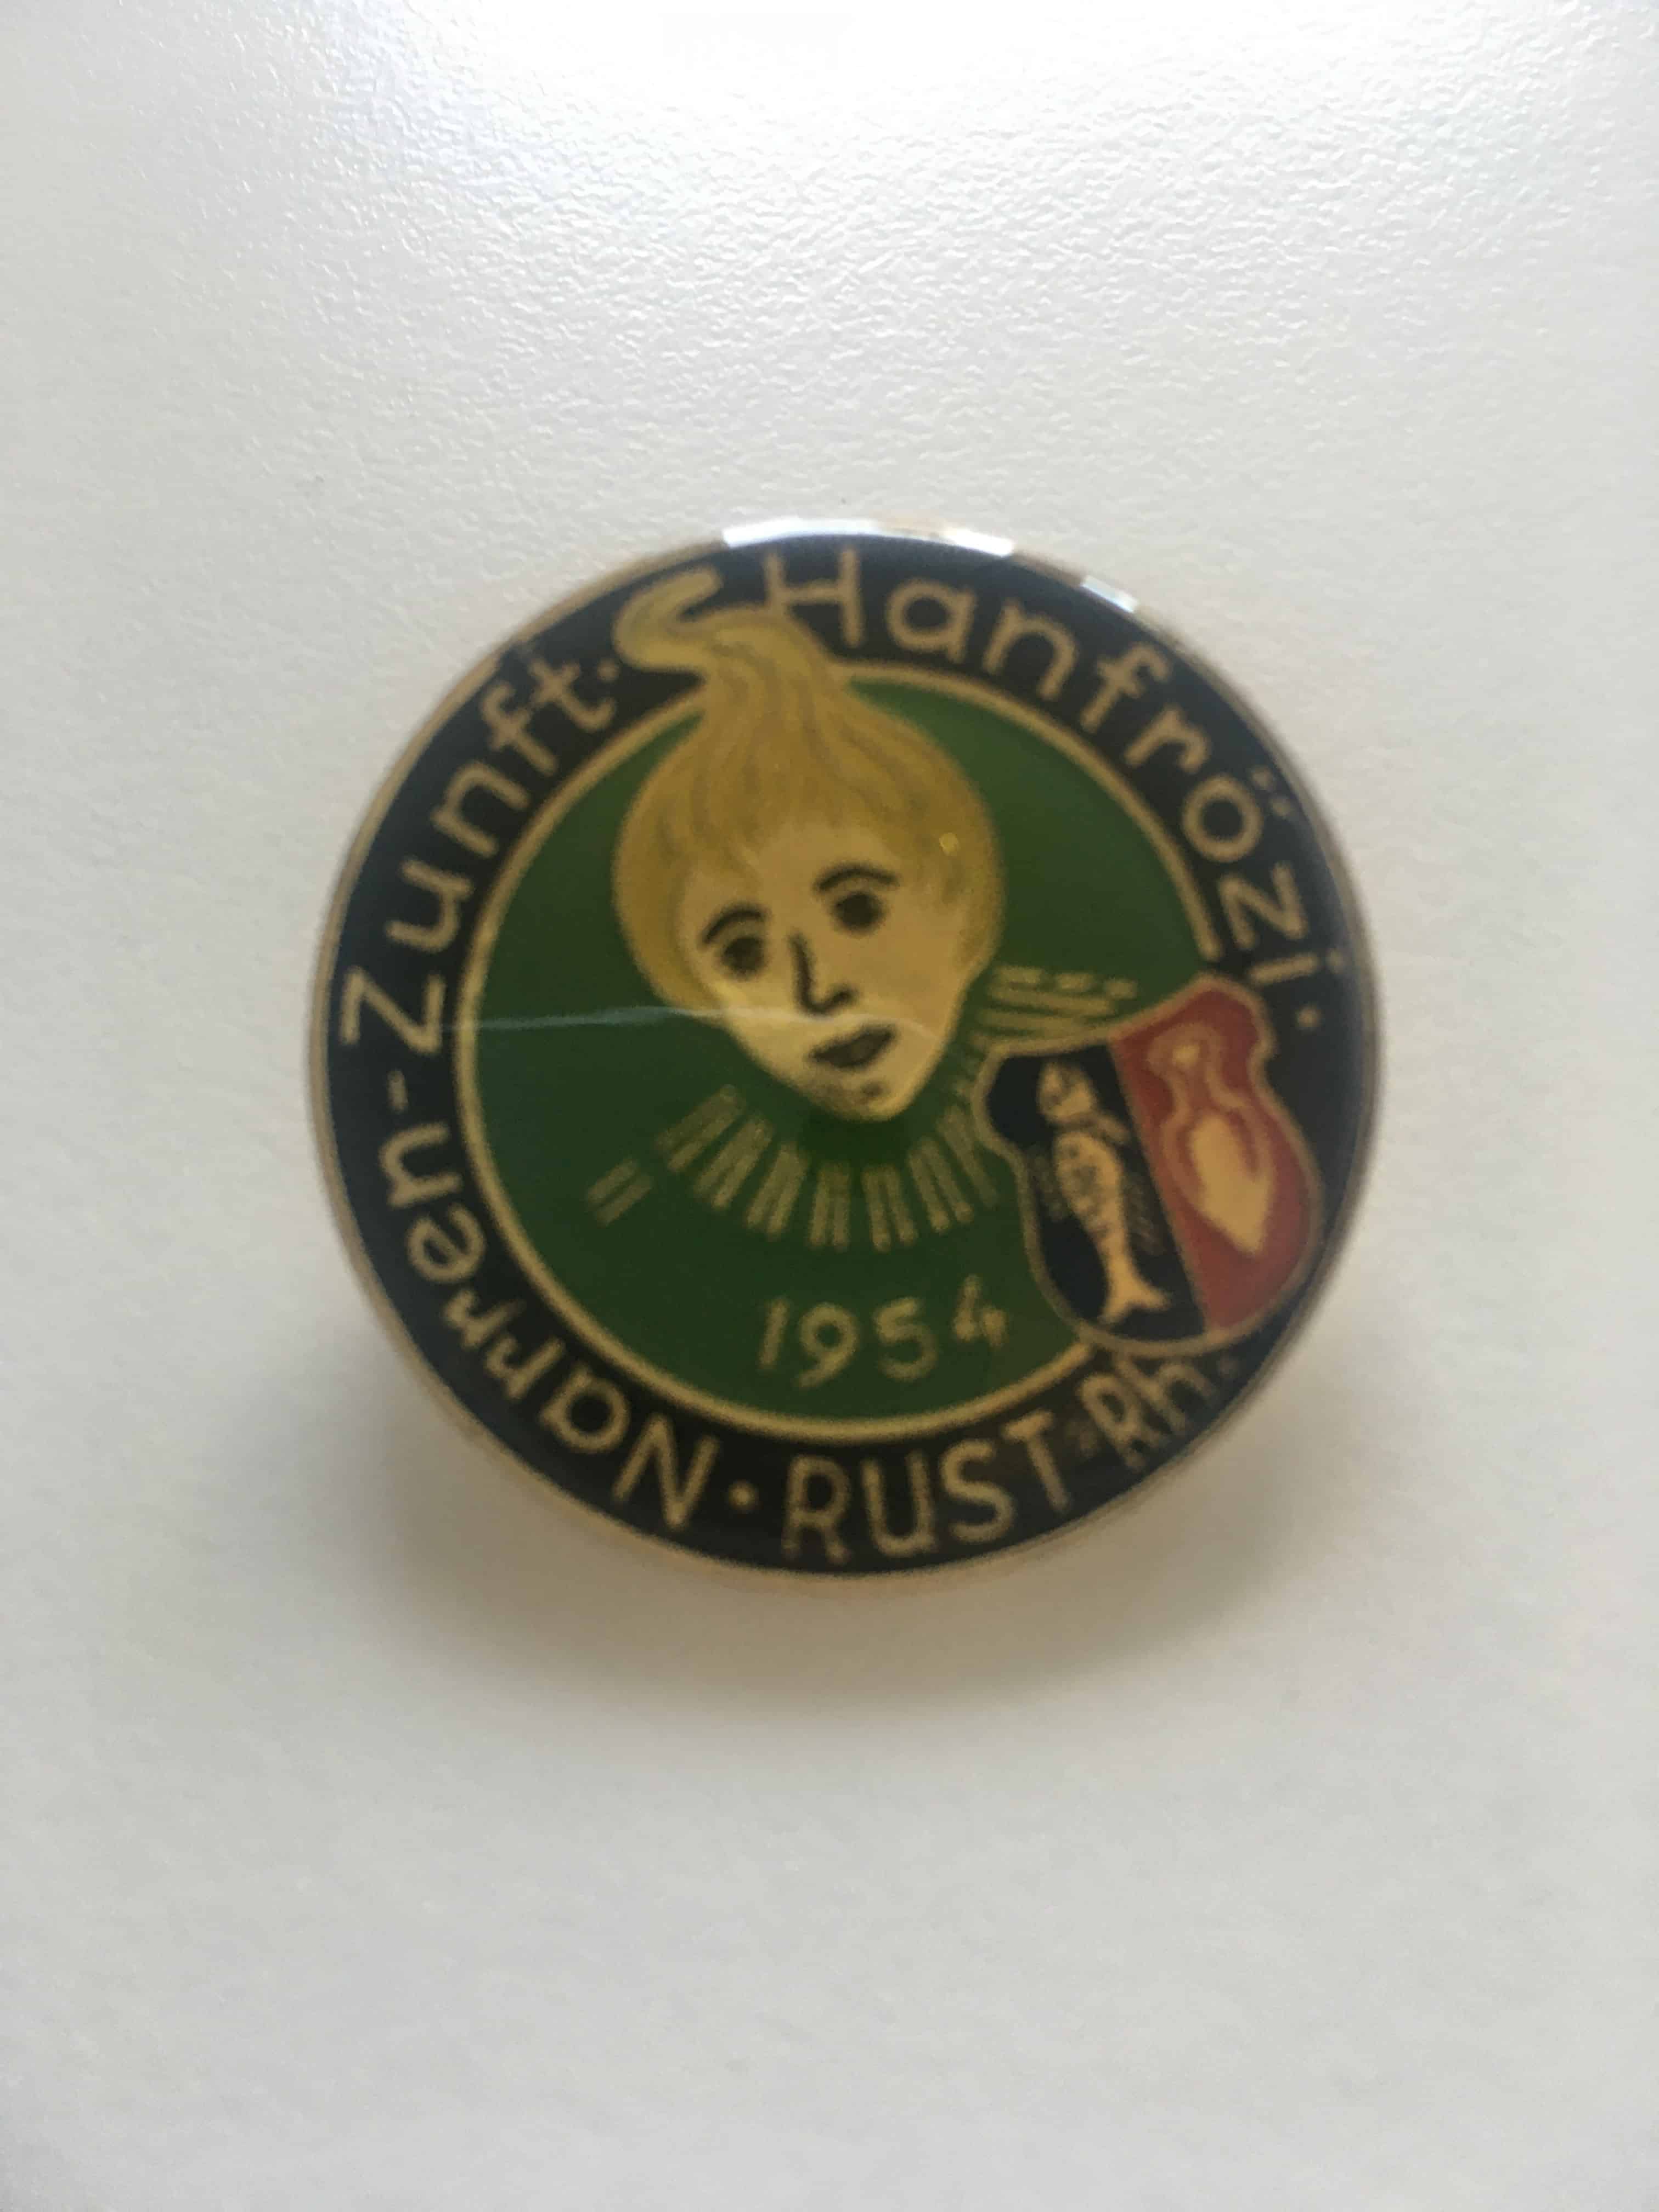 Narren-Zunft · Hanfrözi ·
1954
· RUST Rh.